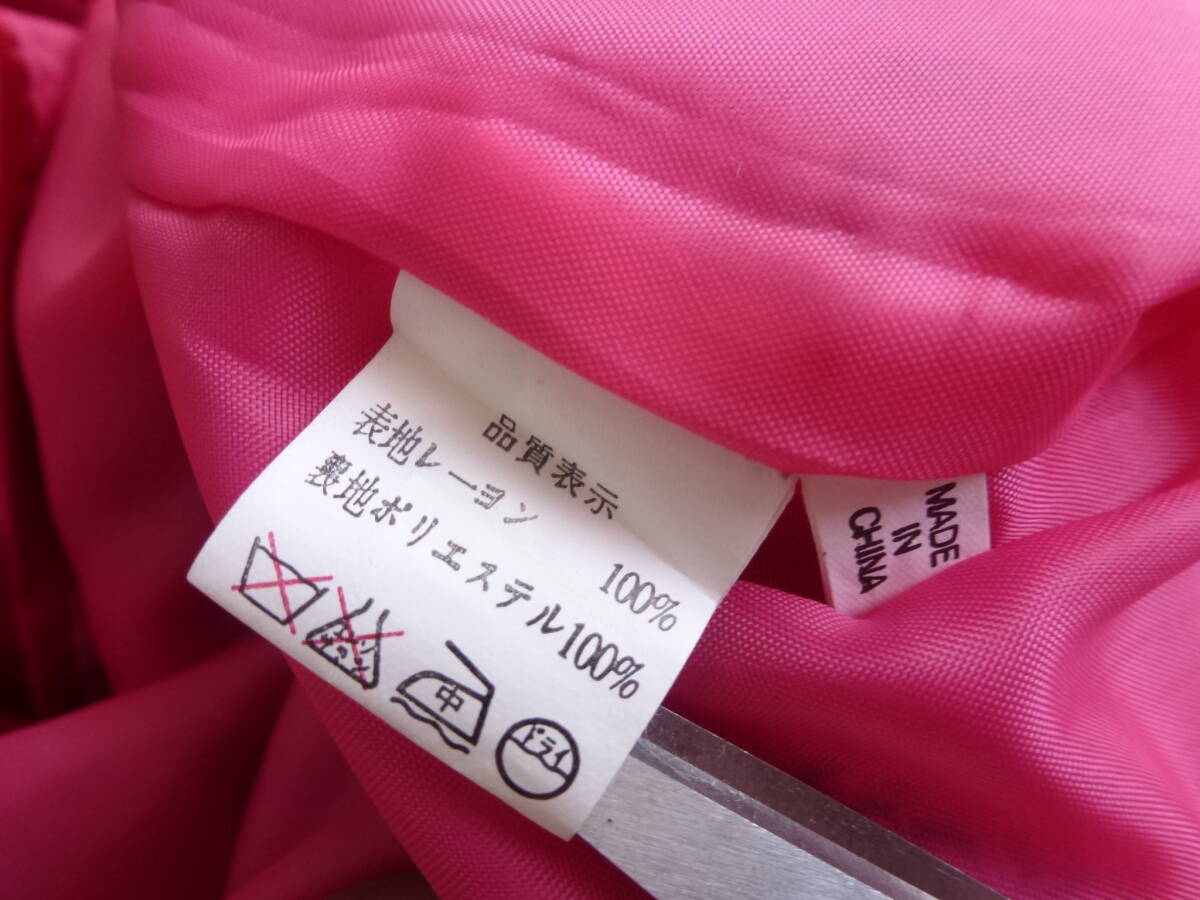 品質表示
表地レーヨン 100%
裏地ポリエステル100%
中
ドライ
MADE
IN
CHINA